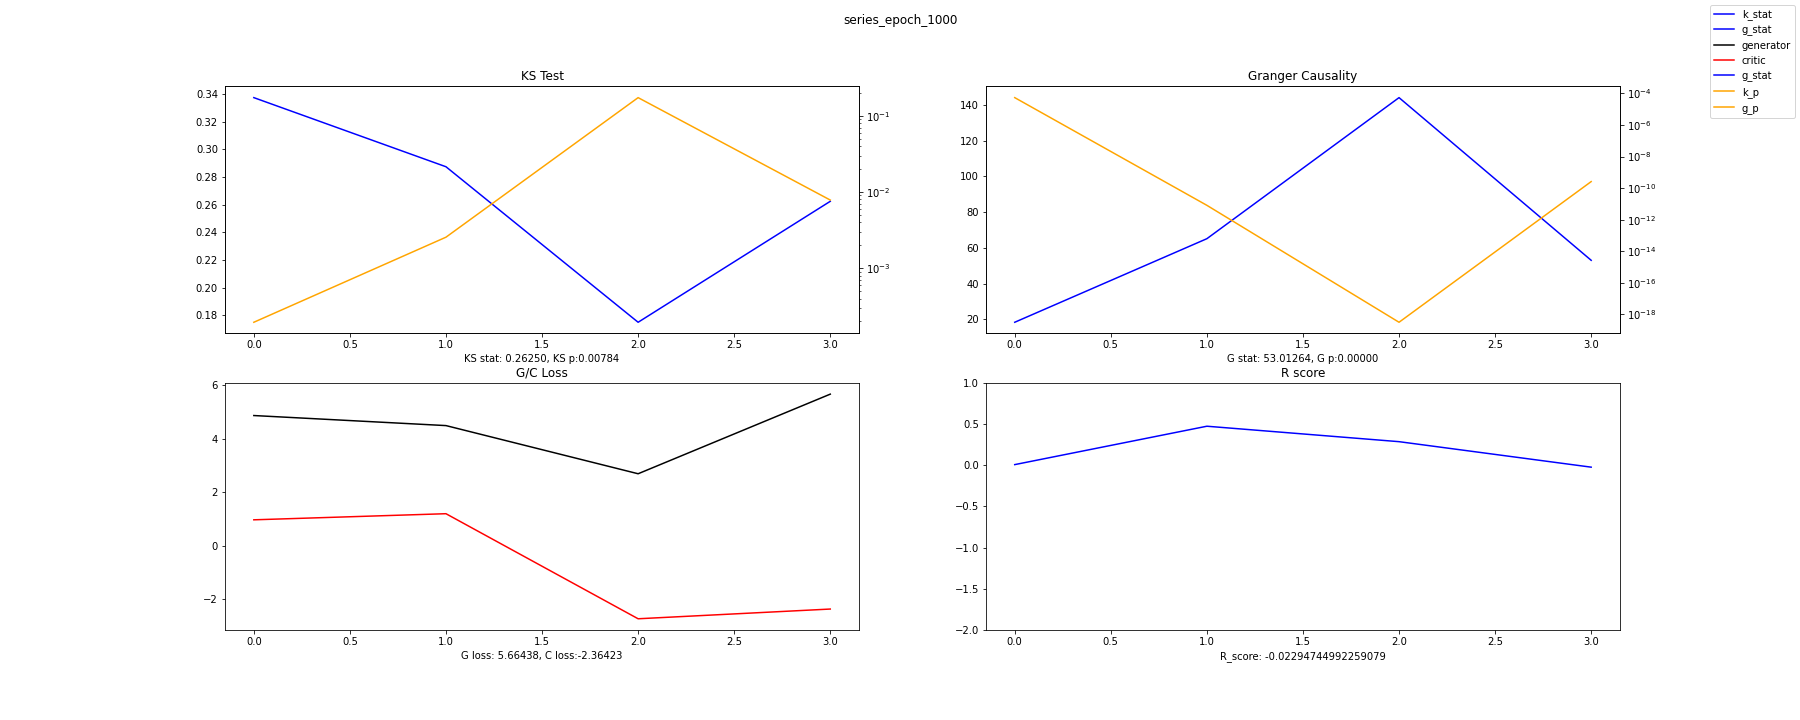 series_epoch_1000
k_stat
g_stat
generator
critic
g_stat
k_p
g_p
KS Test
0.34
0.32
0.30
0.28
0.26
0.24
0.22
0.20
0.18
10⁻¹
10⁻²
10⁻³
0.0 0.5 1.0 1.5 2.0 2.5 3.0
KS stat: 0.26250, KS p:0.00784
Granger Causality
140
120
100
80
60
40
20
10⁻⁴
10⁻⁶
10⁻⁸
10⁻¹⁰
10⁻¹²
10⁻¹⁴
10⁻¹⁶
10⁻¹⁸
0.0 0.5 1.0 1.5 2.0 2.5 3.0
G stat: 53.01264, G p:0.00000
G/C Loss
6
4
2
0
−2
0.0 0.5 1.0 1.5 2.0 2.5 3.0
G loss: 5.66438, C loss:-2.36423
R score
1.0
0.5
0.0
−0.5
−1.0
−1.5
−2.0
0.0 0.5 1.0 1.5 2.0 2.5 3.0
R_score: -0.02294744992259079